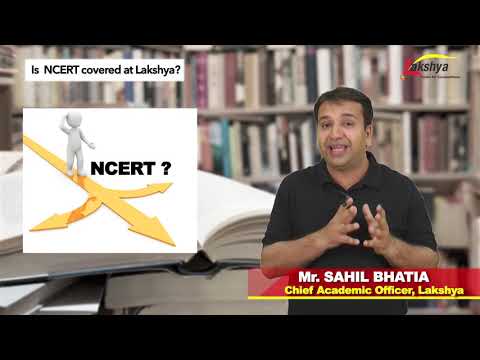 Is NCERT covered at Lakshya?
Lakshya
NCERT ?
Mr. SAHIL BHATIA
Chief Academic Officer, Lakshya